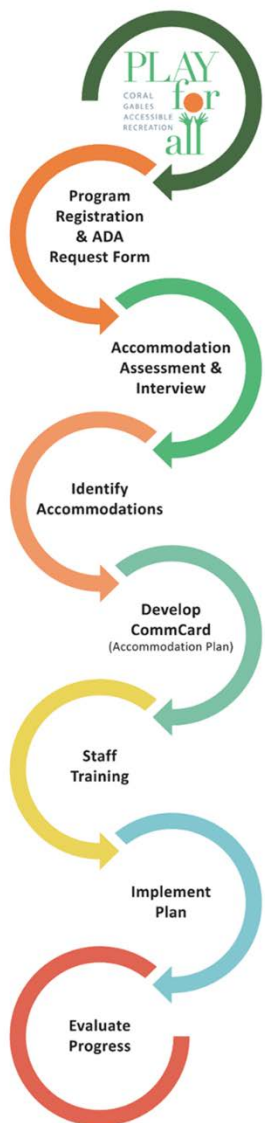 PLAY
for
all
CORAL
GABLES
ACCESSIBLE
RECREATION
Program
Registration
& ADA
Request Form
Accommodation
Assessment &
Interview
Identify
Accommodations
Develop
CommCard
(Accommodation Plan)
Staff
Training
Implement
Plan
Evaluate
Progress